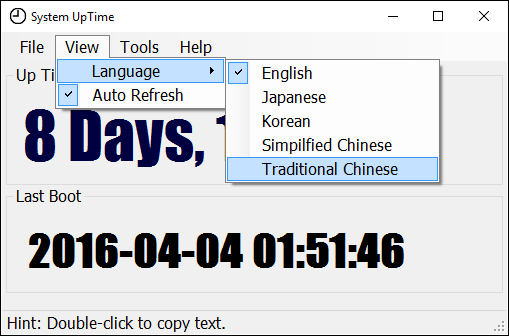 System UpTime
File View Tools Help
Language
Auto Refresh
English
Japanese
Korean
Simpilfied Chinese
Traditional Chinese
Up Ti
8 Days,
Last Boot
2016-04-04 01:51:46
Hint: Double-click to copy text.